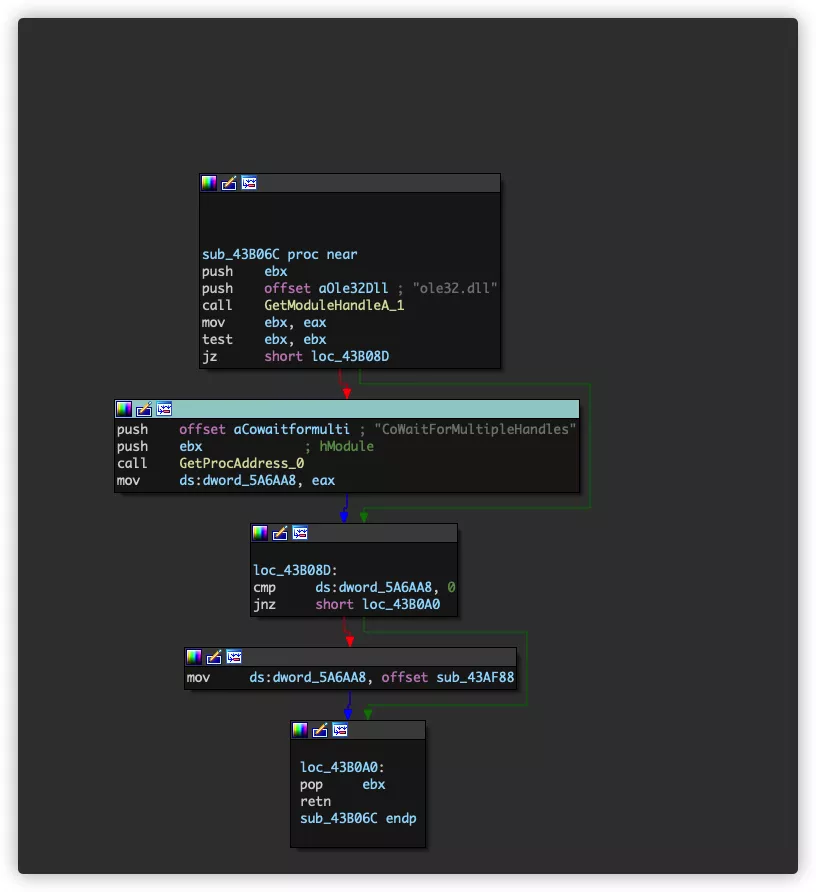 sub_43B06C proc near
push ebx
push offset aOle32Dll ; "ole32.dll"
call GetModuleHandleA_1
mov ebx, eax
test ebx, ebx
jz short loc_43B08D
push offset aCowaitformulti ; "CoWaitForMultipleHandles"
push ebx ; hModule
call GetProcAddress_0
mov ds:dword_5A6AA8, eax
loc_43B08D:
cmp ds:dword_5A6AA8, 0
jnz short loc_43B0A0
mov ds:dword_5A6AA8, offset sub_43AF88
loc_43B0A0:
pop ebx
retn
sub_43B06C endp